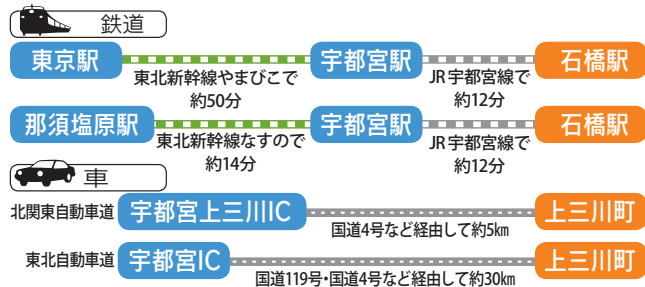 鉄道
東京駅 宇都宮駅 石橋駅
東北新幹線やまびこで JR宇都宮線で
約50分 約12分
那須塩原駅 宇都宮駅 石橋駅
東北新幹線なすので JR宇都宮線で
約14分 約12分
車
北関東自動車道 宇都宮上三川IC 上三川町
国道4号など経由して約5㎞
東北自動車道 宇都宮IC 上三川町
国道119号・国道4号など経由して約30㎞